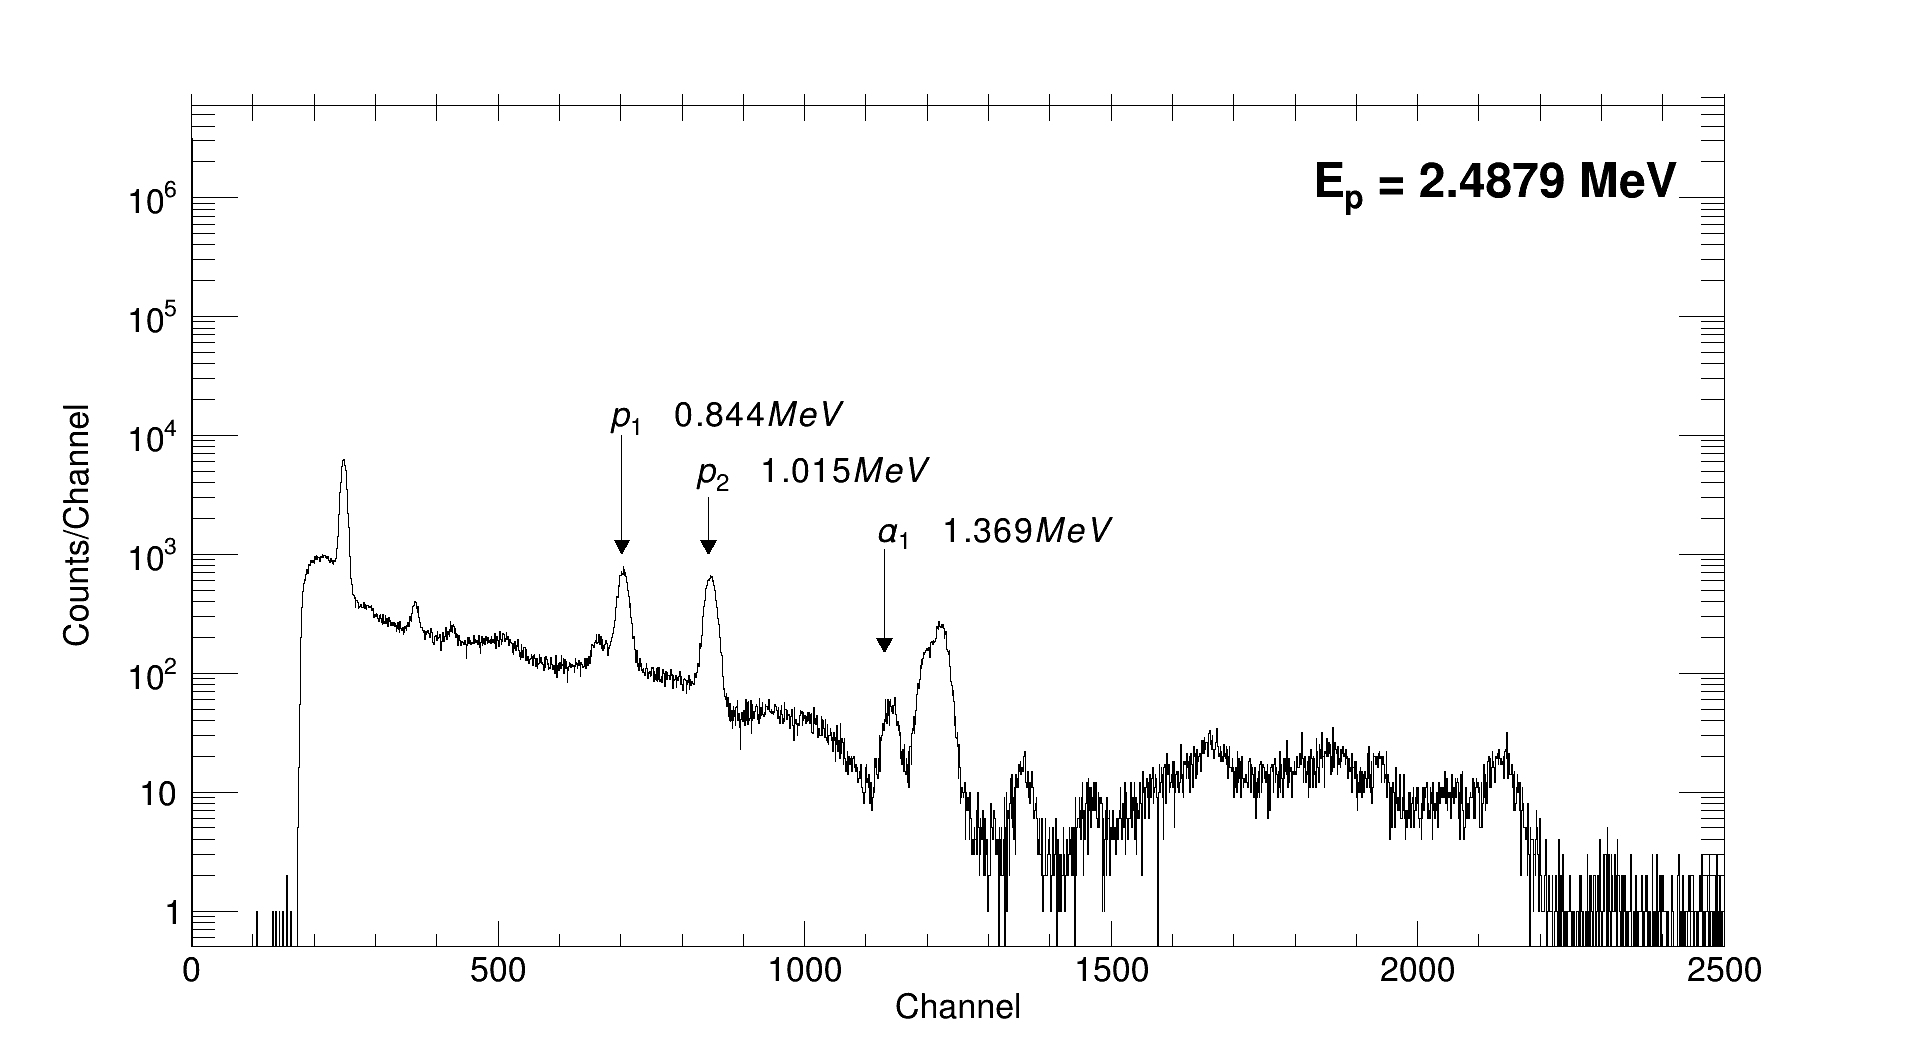 E_p = 2.4879 MeV
10^6
10^5
10^4
10^3
10^2
10
1
Counts/Channel
p_1 0.844MeV
p_2 1.015MeV
α_1 1.369MeV
0 500 1000 1500 2000 2500
Channel